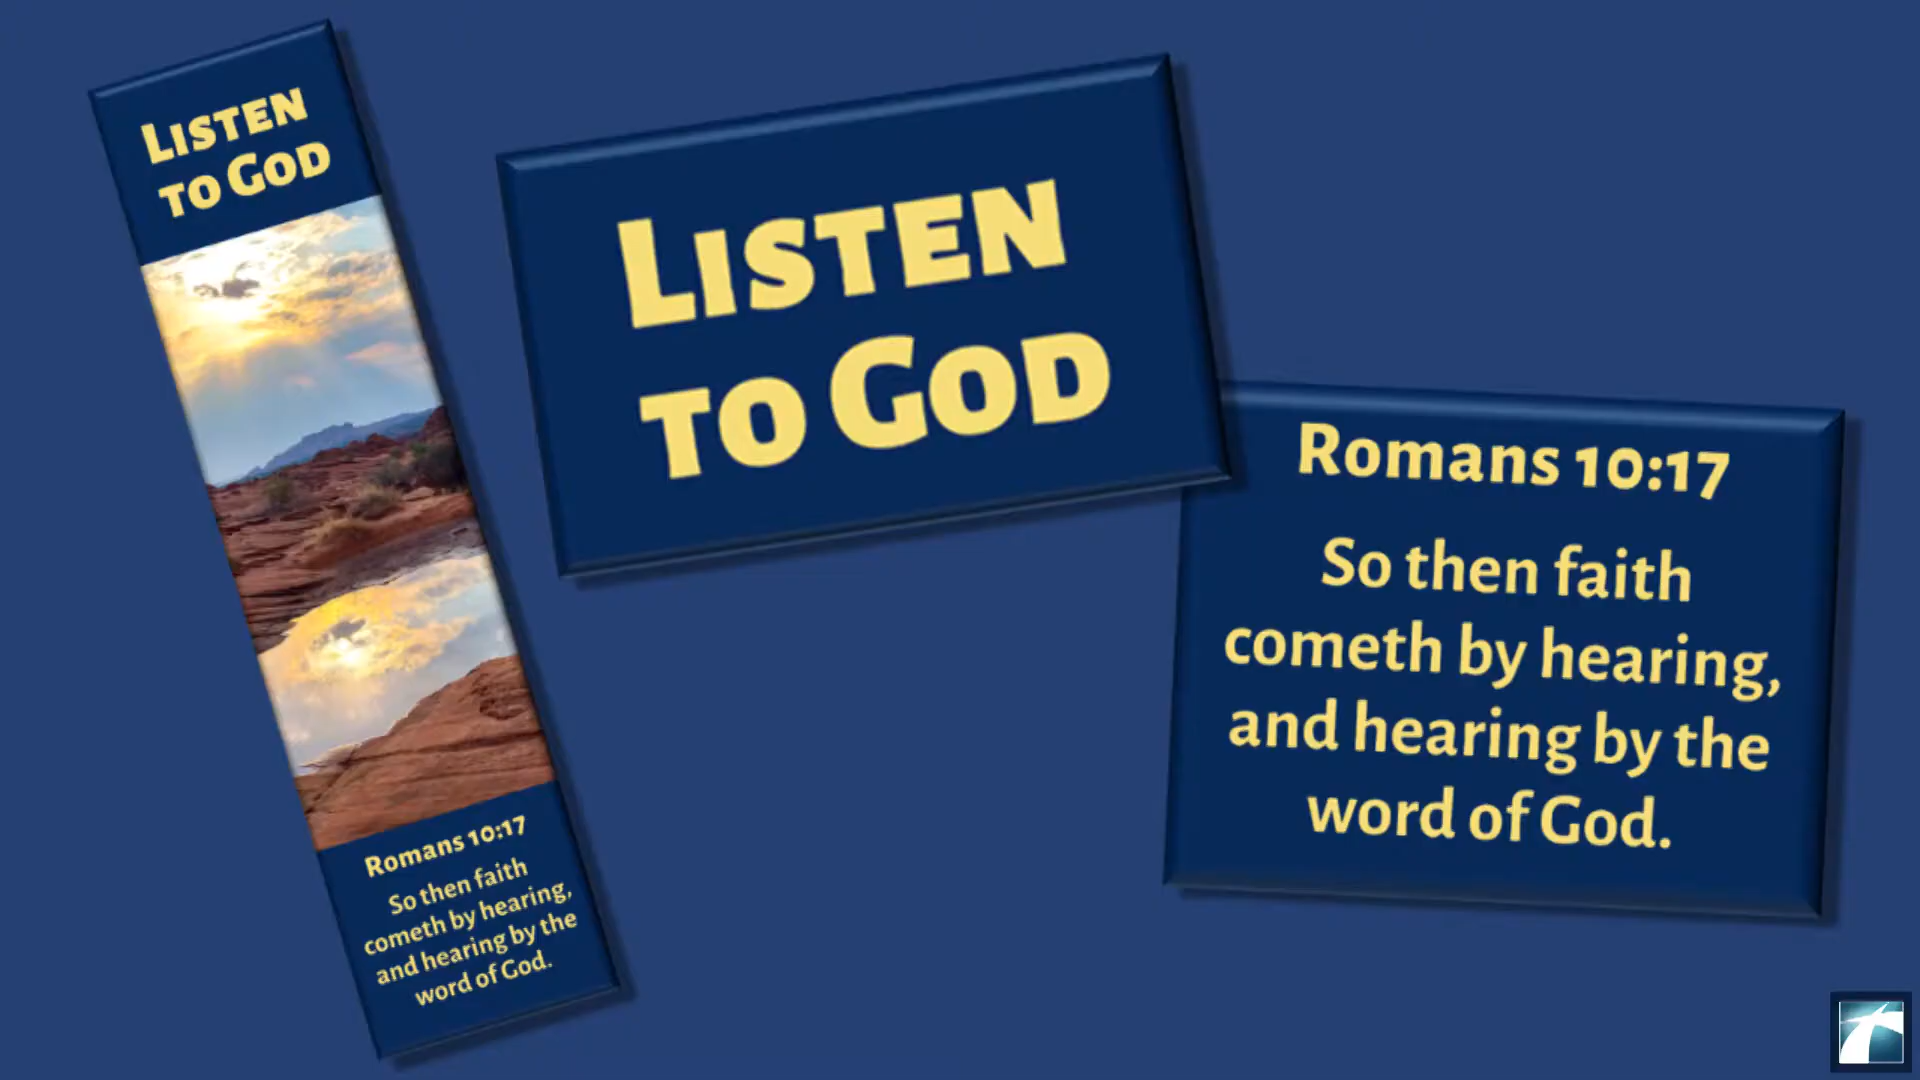 Listen
to God
Romans 10:17
So then faith
cometh by hearing,
and hearing by the
word of God.
Listen
to God
Romans 10:17
So then faith
cometh by hearing,
and hearing by the
word of God.